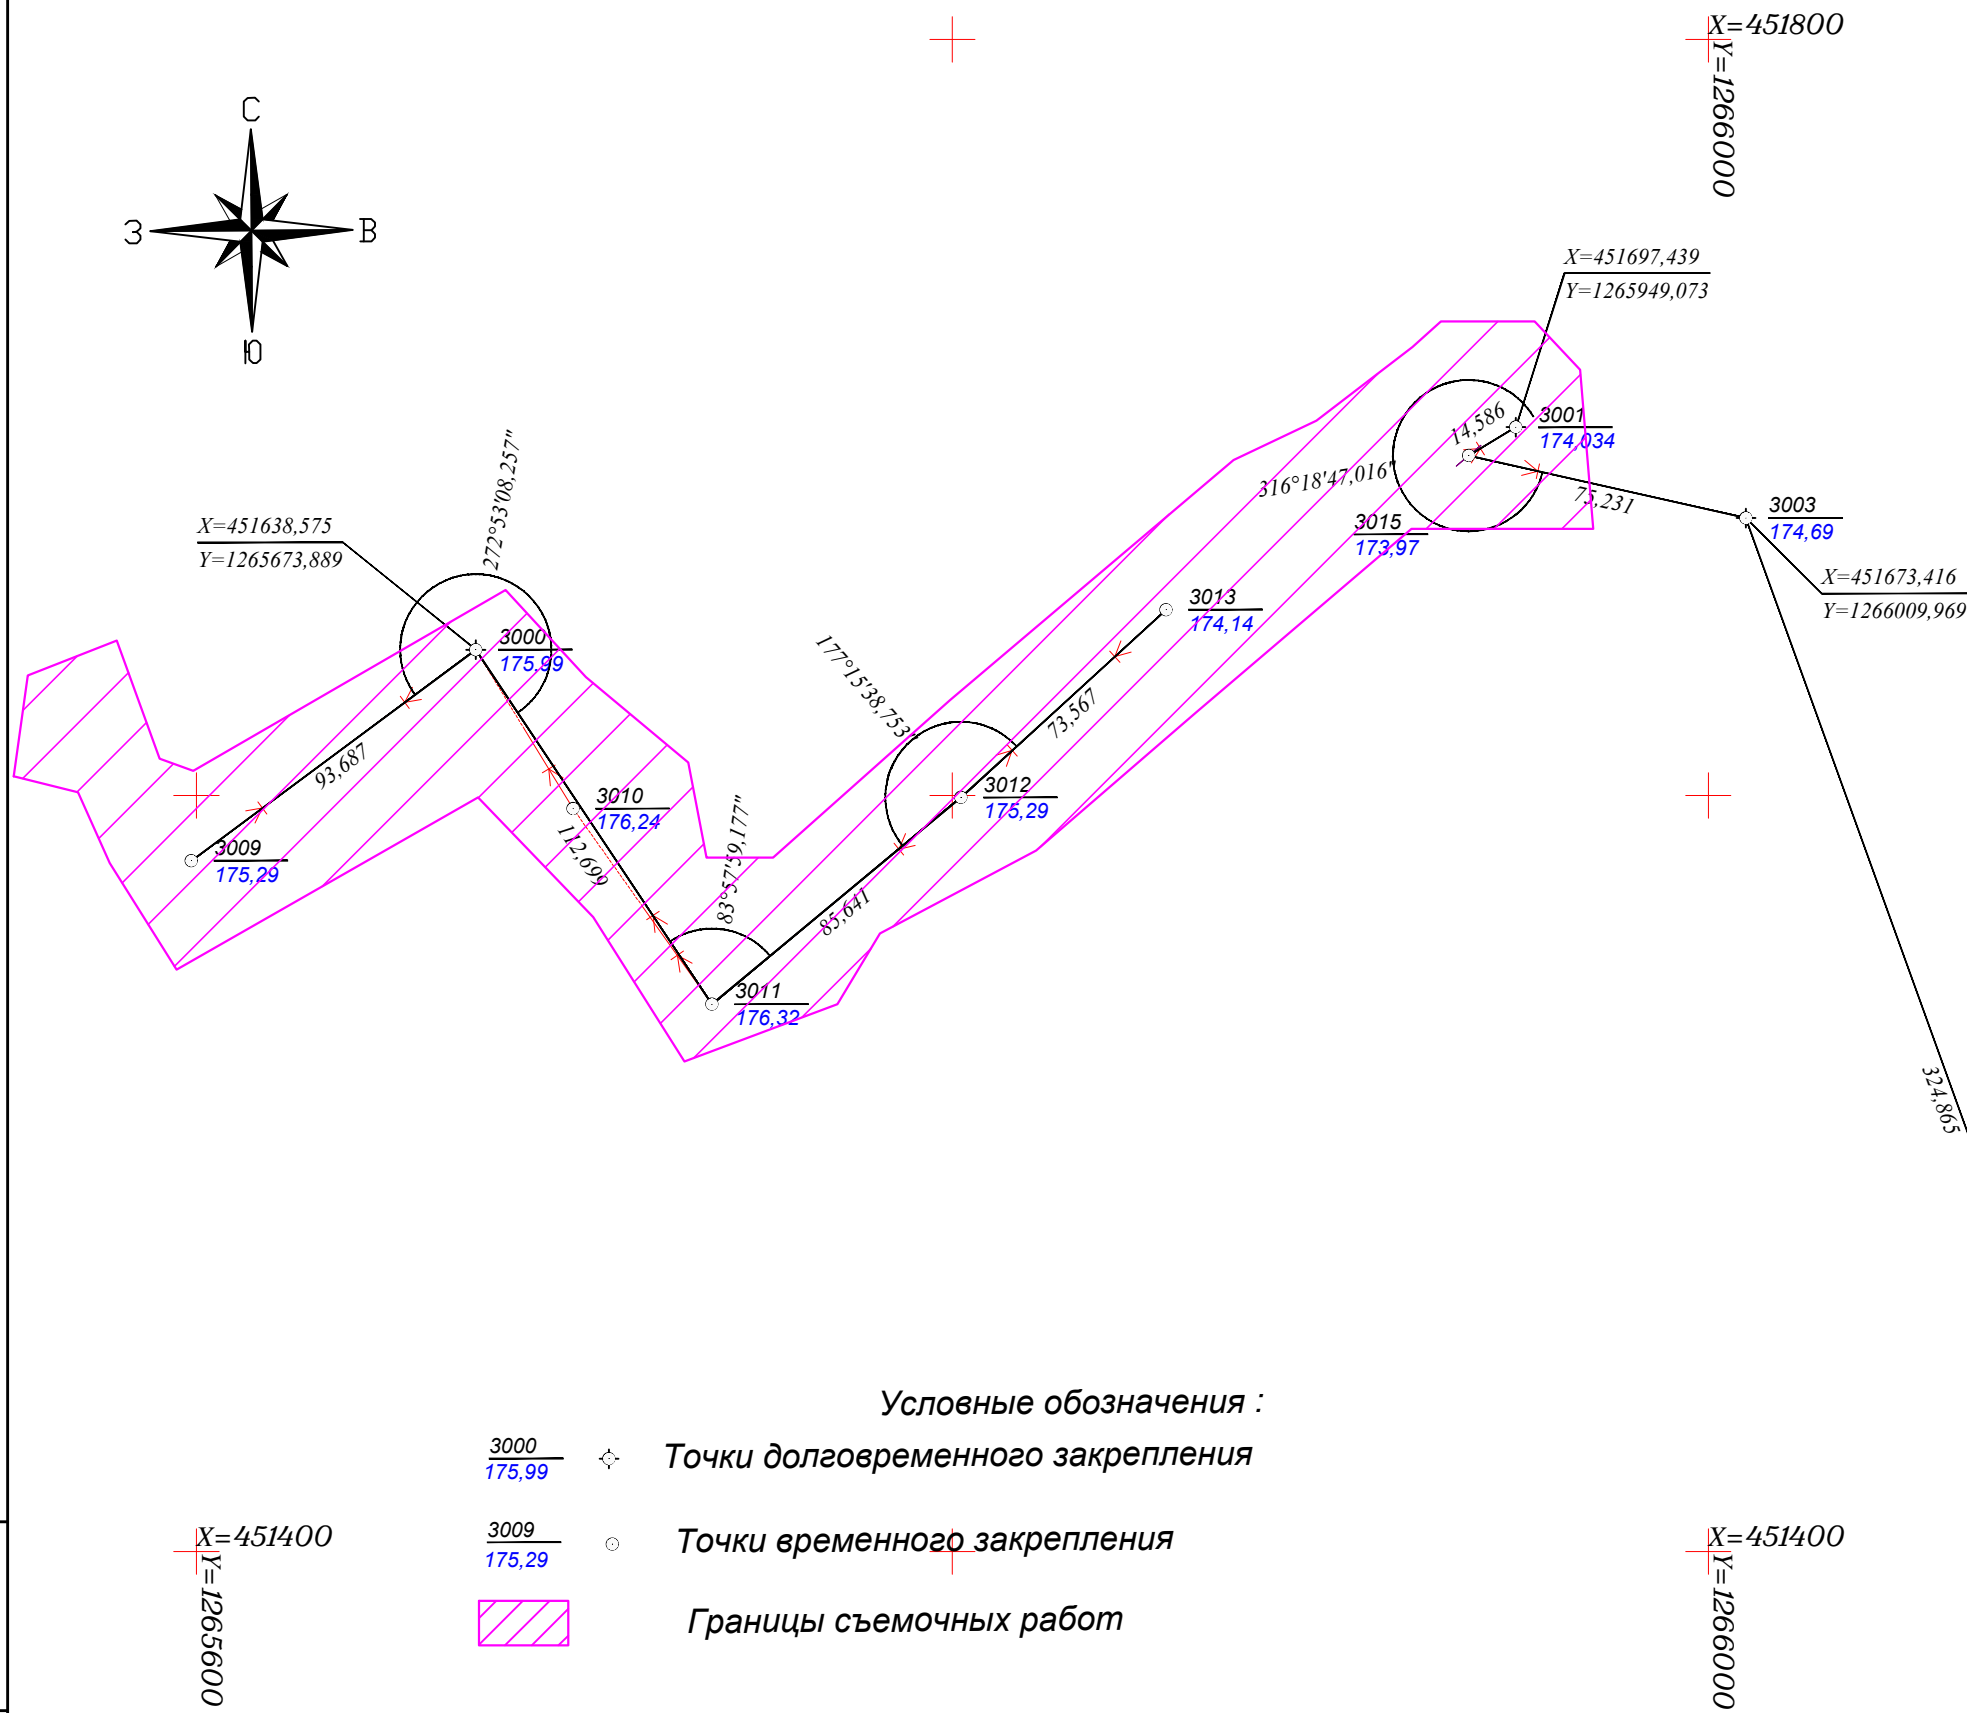 X=451800
Y=1266000
С
З
В
Ю
X=451697,439
Y=1265949,073
3001
174,034
14,586
316°18'47,016"
75,231
3015
173,97
3003
174,69
X=451673,416
Y=1266009,969
272°53'08,257"
X=451638,575
Y=1265673,889
3000
175,99
3013
174,14
177°15'38,753"
73,567
93,687
3010
176,24
3012
175,29
112,699
83°57'59,177"
3009
175,29
85,641
3011
176,32
324,865
Условные обозначения :
3000
175,99
Точки долговременного закрепления
3009
175,29
Точки временного закрепления
Границы съемочных работ
X=451400
Y=1265600
X=451400
Y=1266000